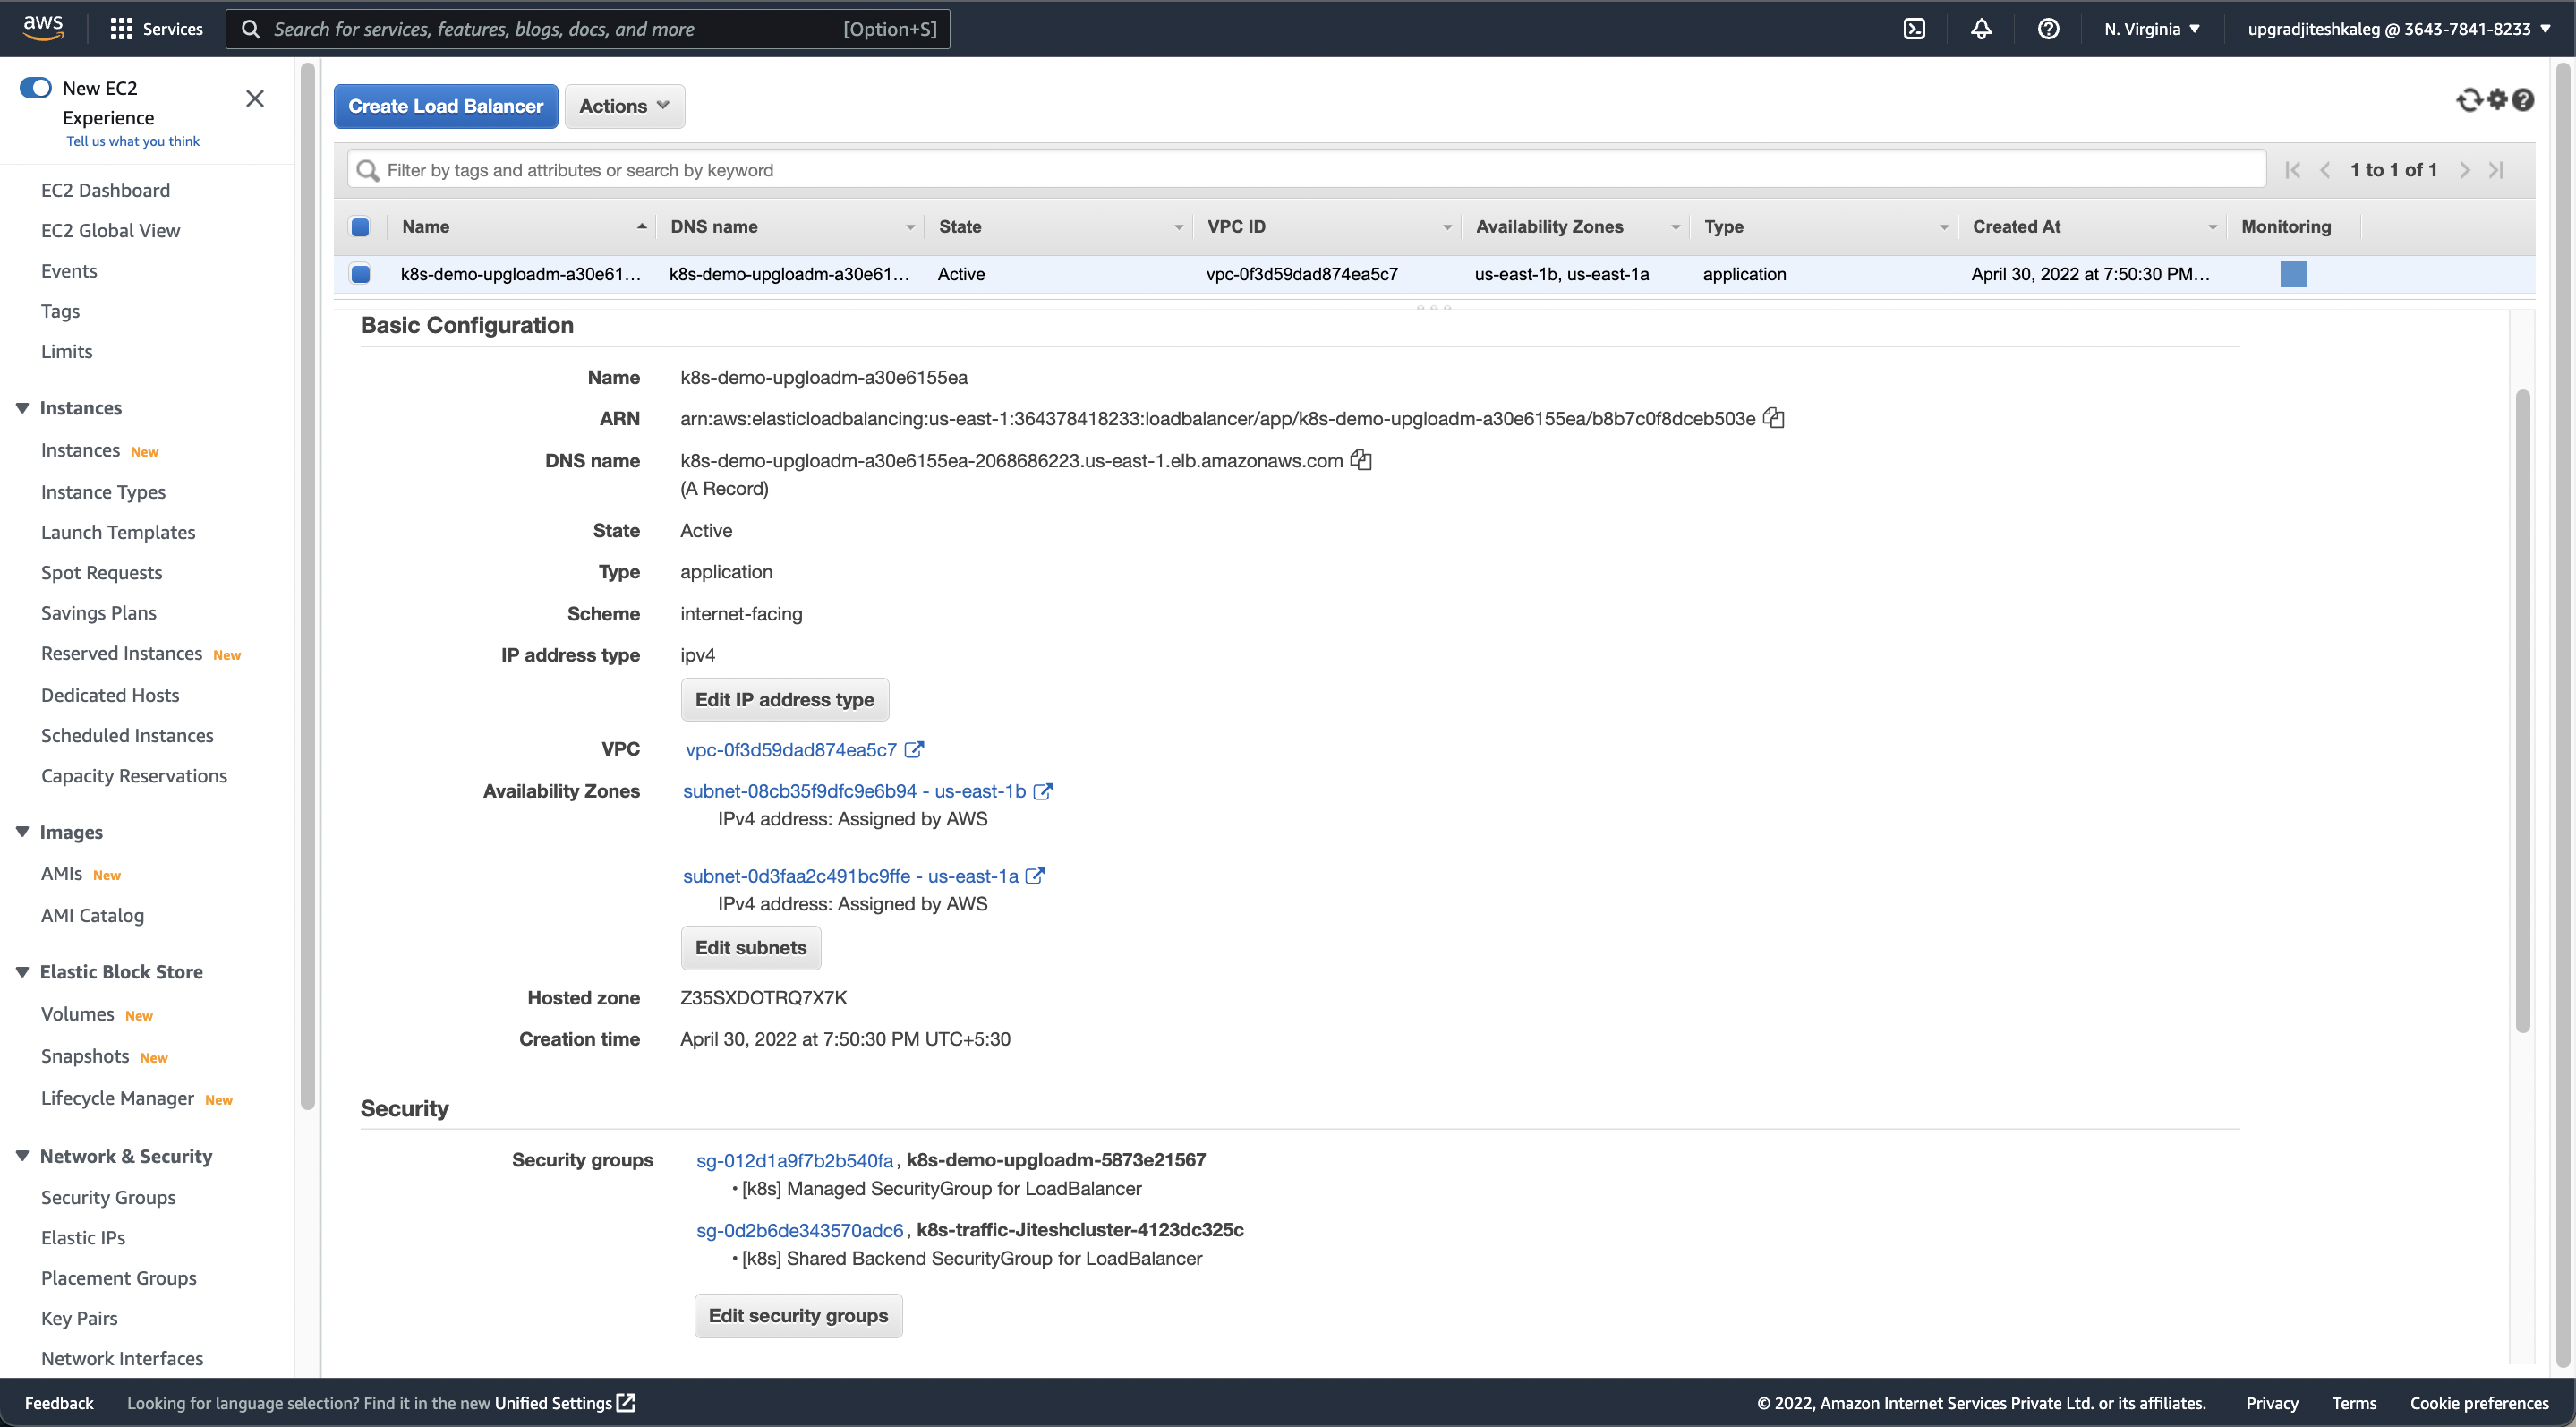 aws
Services
Search for services, features, blogs, docs, and more
[Option+S]
N. Virginia
upgradjiteshkaleg @ 3643-7841-8233
New EC2
Experience
Tell us what you think
EC2 Dashboard
EC2 Global View
Events
Tags
Limits
Instances
Instances New
Instance Types
Launch Templates
Spot Requests
Savings Plans
Reserved Instances New
Dedicated Hosts
Scheduled Instances
Capacity Reservations
Images
AMIs New
AMI Catalog
Elastic Block Store
Volumes New
Snapshots New
Lifecycle Manager New
Network & Security
Security Groups
Elastic IPs
Placement Groups
Key Pairs
Network Interfaces
Create Load Balancer
Actions
Filter by tags and attributes or search by keyword
1 to 1 of 1
Name DNS name State VPC ID Availability Zones Type Created At Monitoring
k8s-demo-upgloadm-a30e61... k8s-demo-upgloadm-a30e61... Active vpc-0f3d59dad874ea5c7 us-east-1b, us-east-1a application April 30, 2022 at 7:50:30 PM...
Basic Configuration
Name k8s-demo-upgloadm-a30e6155ea
ARN arn:aws:elasticloadbalancing:us-east-1:364378418233:loadbalancer/app/k8s-demo-upgloadm-a30e6155ea/b8b7c0f8dceb503e
DNS name k8s-demo-upgloadm-a30e6155ea-2068686223.us-east-1.elb.amazonaws.com
(A Record)
State Active
Type application
Scheme internet-facing
IP address type ipv4
Edit IP address type
VPC vpc-0f3d59dad874ea5c7
Availability Zones subnet-08cb35f9dfc9e6b94 - us-east-1b
IPv4 address: Assigned by AWS
subnet-0d3faa2c491bc9ffe - us-east-1a
IPv4 address: Assigned by AWS
Edit subnets
Hosted zone Z35SXDOTRQ7X7K
Creation time April 30, 2022 at 7:50:30 PM UTC+5:30
Security
Security groups sg-012d1a9f7b2b540fa, k8s-demo-upgloadm-5873e21567
• [k8s] Managed SecurityGroup for LoadBalancer
sg-0d2b6de343570adc6, k8s-traffic-Jiteshcluster-4123dc325c
• [k8s] Shared Backend SecurityGroup for LoadBalancer
Edit security groups
Feedback
Looking for language selection? Find it in the new Unified Settings
© 2022, Amazon Internet Services Private Ltd. or its affiliates.
Privacy
Terms
Cookie preferences